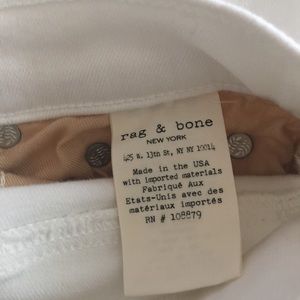 rag & bone
NEW YORK
425 W. 13th St, NY NY 10014
Made in the USA
with imported materials
Fabriqué Aux
Etats-Unis avec des
matériaux importés
RN # 108879